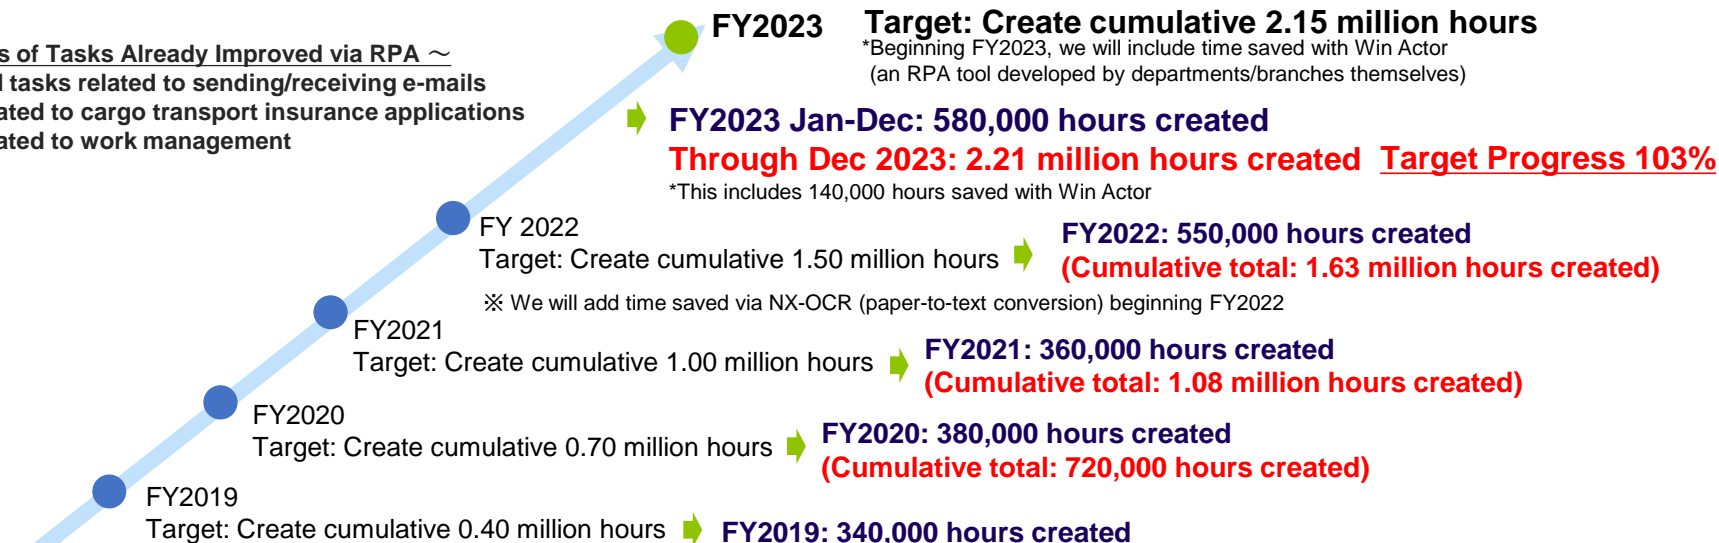 FY2023 Target: Create cumulative 2.15 million hours
*Beginning FY2023, we will include time saved with Win Actor
(an RPA tool developed by departments/branches themselves)
of Tasks Already Improved via RPA ～
tasks related to sending/receiving e-mails
to cargo transport insurance applications
to work management
FY2023 Jan-Dec: 580,000 hours created
Through Dec 2023: 2.21 million hours created Target Progress 103%
*This includes 140,000 hours saved with Win Actor
FY 2022
Target: Create cumulative 1.50 million hours
FY2022: 550,000 hours created
(Cumulative total: 1.63 million hours created)
※ We will add time saved via NX-OCR (paper-to-text conversion) beginning FY2022
FY2021
Target: Create cumulative 1.00 million hours
FY2021: 360,000 hours created
(Cumulative total: 1.08 million hours created)
FY2020
Target: Create cumulative 0.70 million hours
FY2020: 380,000 hours created
(Cumulative total: 720,000 hours created)
FY2019
Target: Create cumulative 0.40 million hours
FY2019: 340,000 hours created